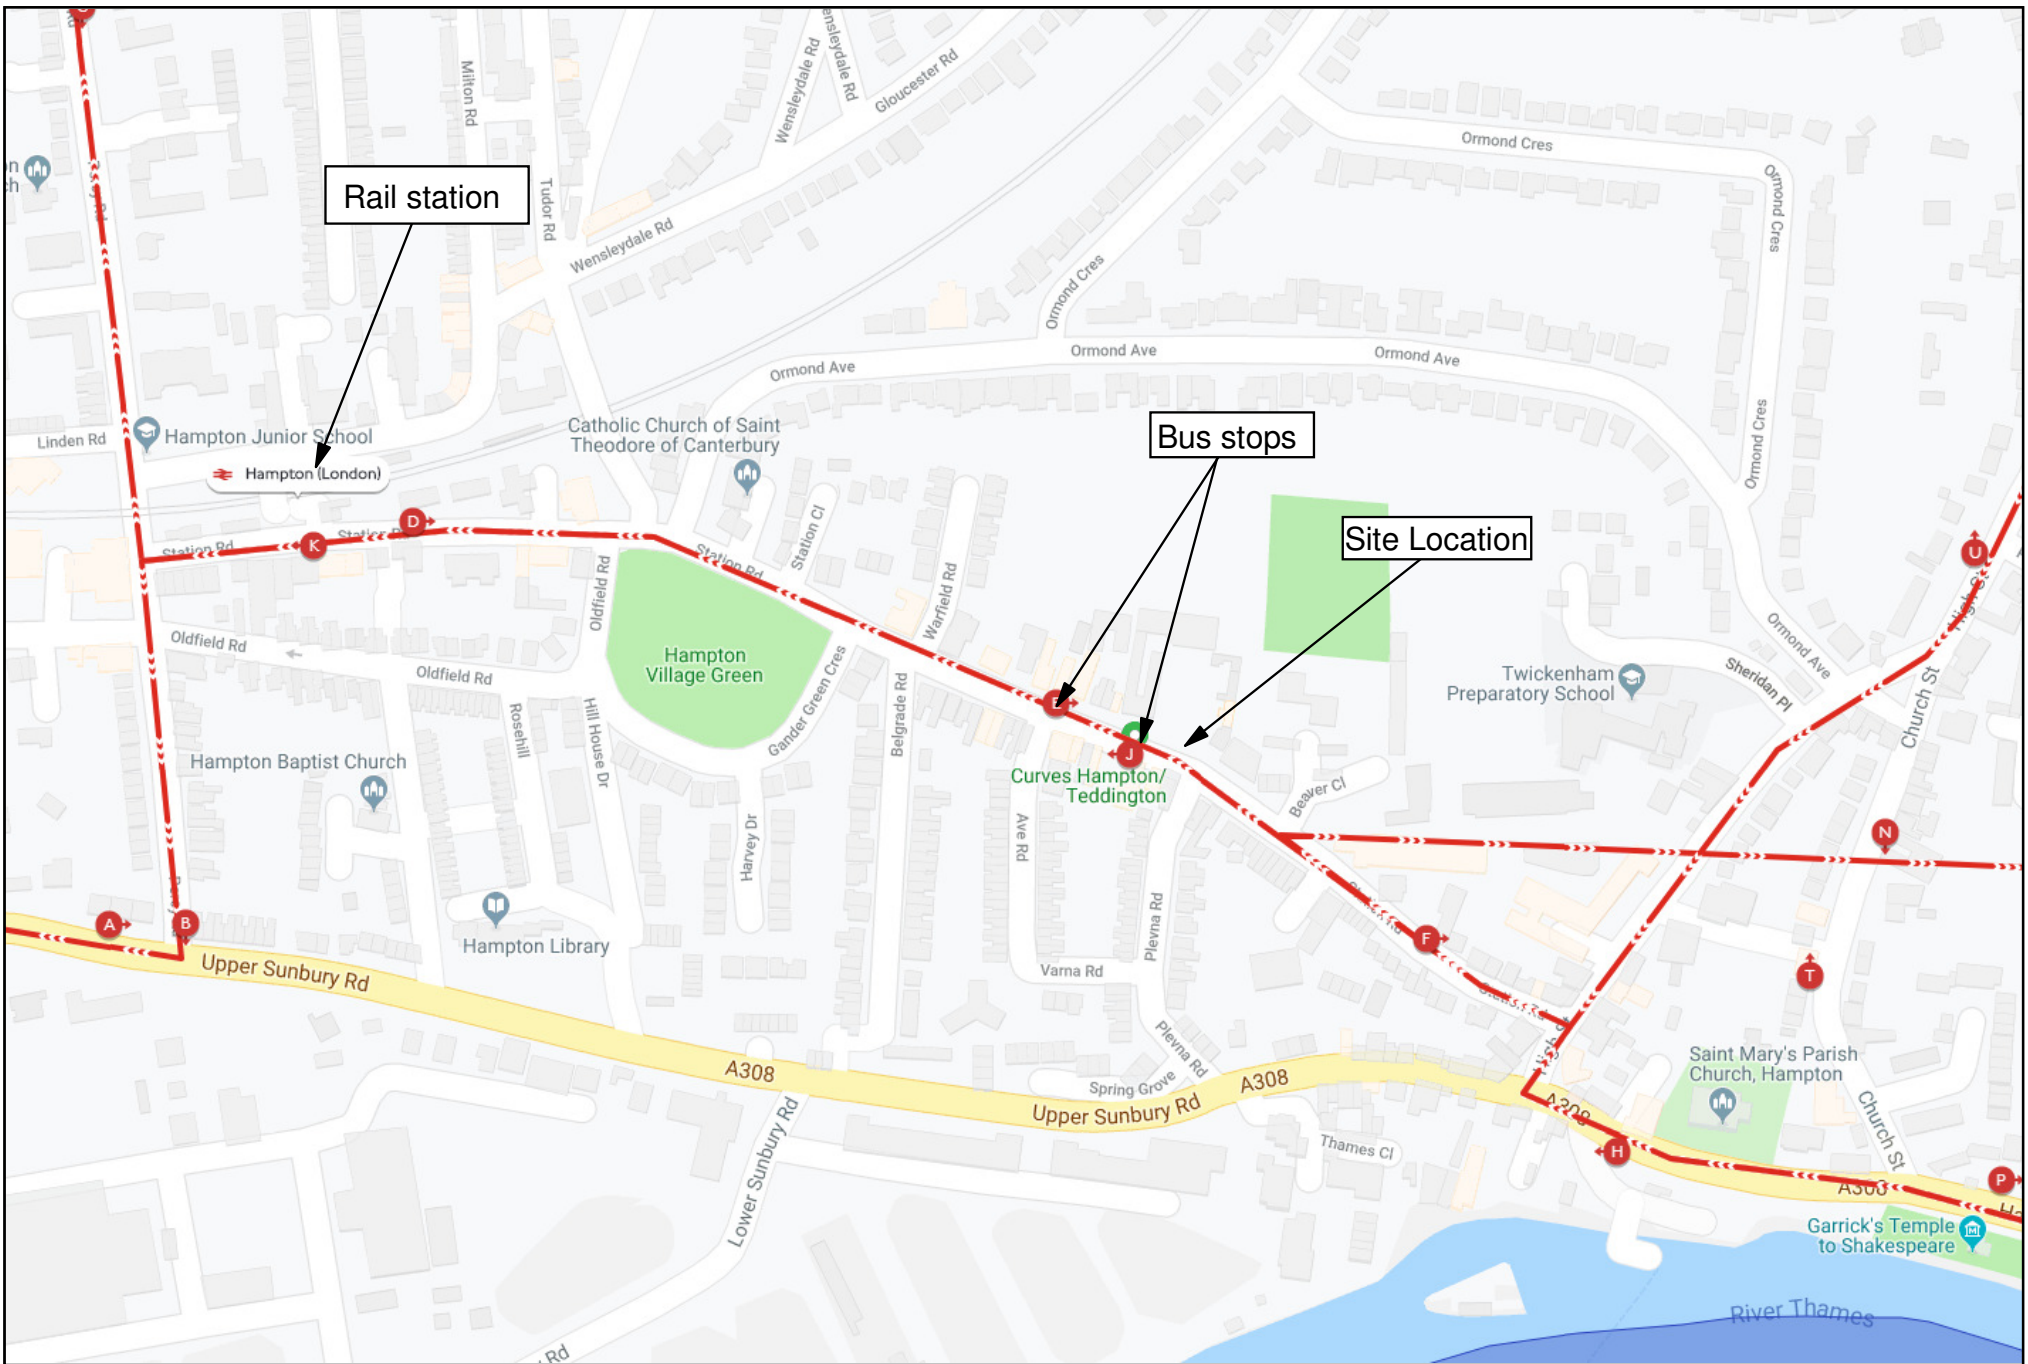 Wensleydale Rd
ensleydale Rd
Gloucester Rd
Milton Rd
Ormond Cres
Tudor Rd
Ormond Cres
Rail station
Wensleydale Rd
Ormond Cres
Ormond Ave
Ormond Ave
Ormond Ave
Linden Rd
Hampton Junior School
Catholic Church of Saint
Theodore of Canterbury
Bus stops
Ormond Cres
Hampton (London)
D
K
Station Rd
Station Rd
Station Cl
Site Location
U
High St
Oldfield Rd
Warfield Rd
Oldfield Rd
Oldfield Rd
Hampton
Village Green
Gander Green Cres
Belgrade Rd
Ormond Ave
Sheridan Pl
Twickenham
Preparatory School
Church St
E
J
Rosehill
Hill House Dr
Hampton Baptist Church
Curves Hampton/
Teddington
Beaver Cl
Harvey Dr
Ave Rd
N
A
B
Plevna Rd
F
Hampton Library
Upper Sunbury Rd
Varna Rd
T
Plevna Rd
Saint Mary's Parish
Church, Hampton
A308
Spring Grove
A308
Upper Sunbury Rd
A308
Church St
Lower Sunbury Rd
Thames Cl
H
P
A308
Garrick's Temple
to Shakespeare
River Thames
Rd